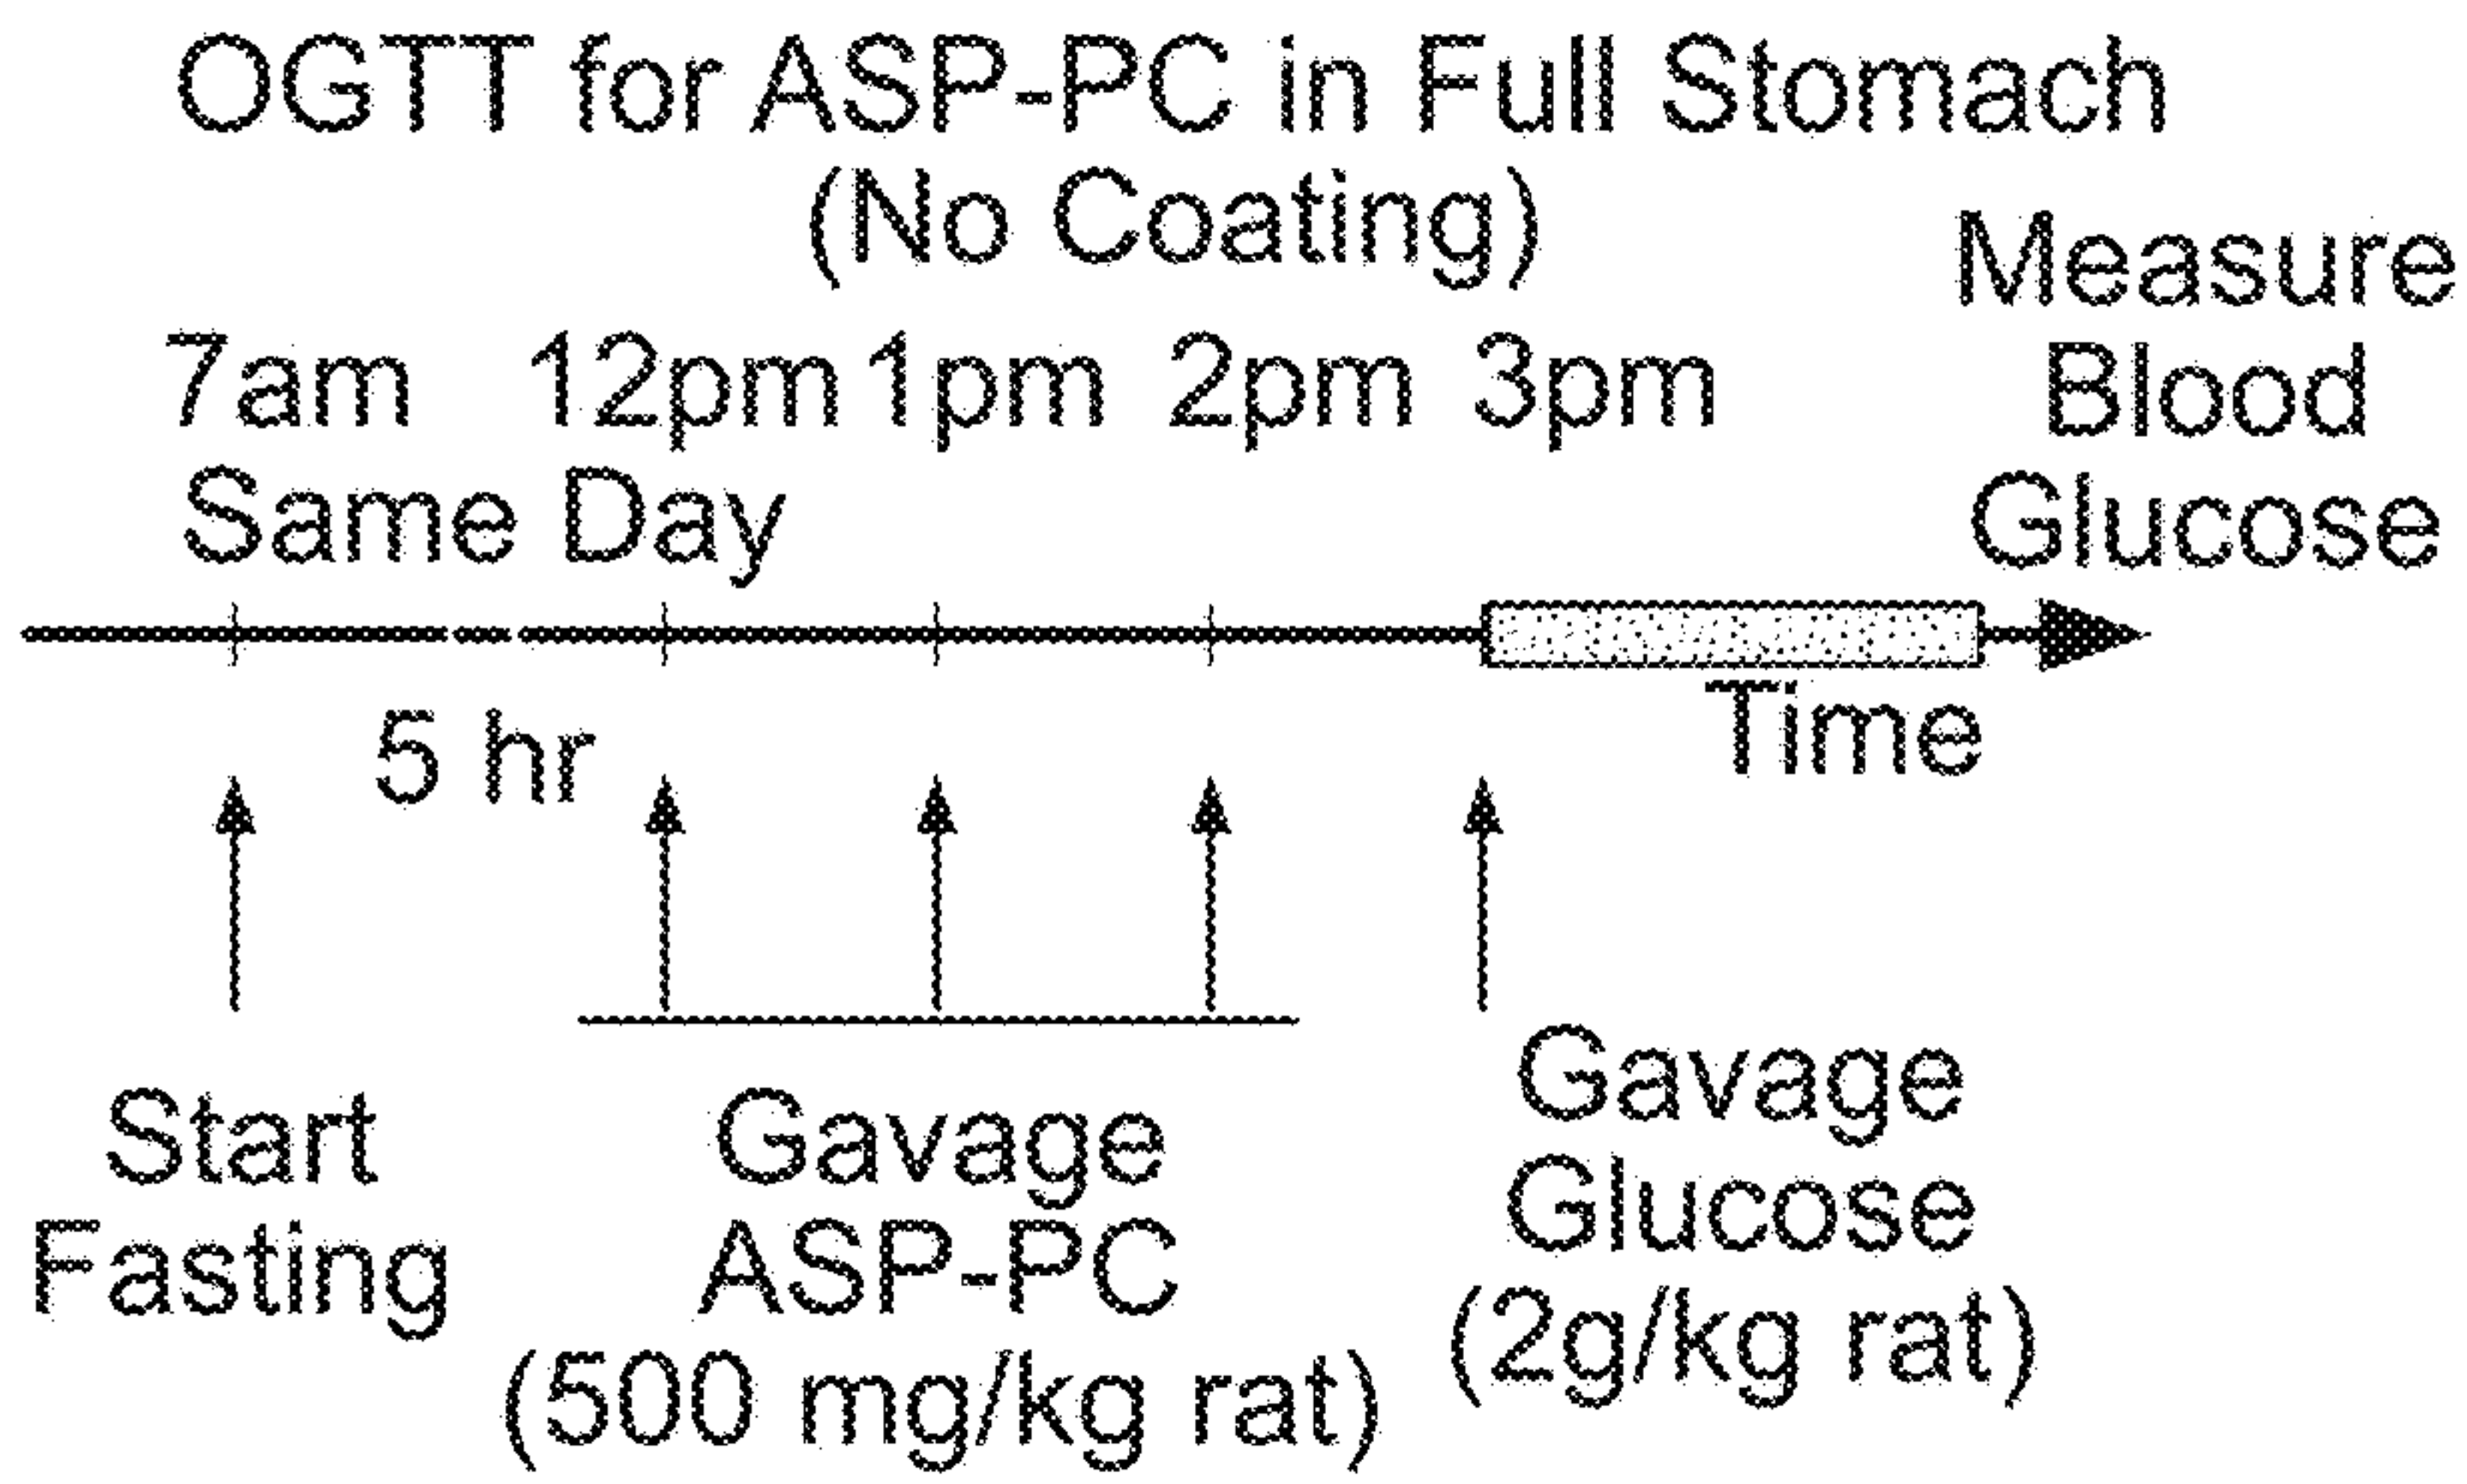 OGTT for ASP-PC in Full Stomach
(No Coating)
Measure
Blood
Glucose
7am 12pm 1pm 2pm 3pm
Same Day
5 hr
Time
Start
Fasting
Gavage
ASP-PC
(500 mg/kg rat)
Gavage
Glucose
(2g/kg rat)